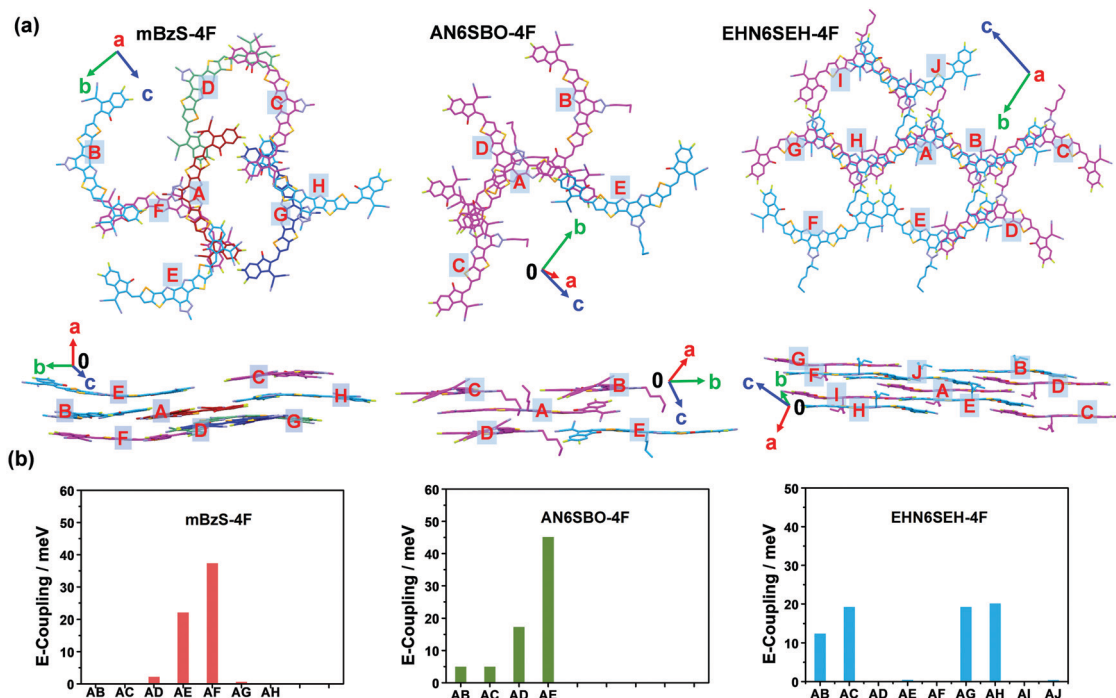 (a)
mBzS-4F
AN6SBO-4F
EHN6SEH-4F
a
b
c
B
D
C
A
F
H
G
E
B
D
A
E
C
b
0
a
c
c
a
b
I
J
G
H
A
B
C
F
E
D
a
b
0
c
E
C
B
A
H
F
D
G
a
0
b
c
C
B
A
D
E
G
F
J
B
D
I
A
H
E
C
c
b
0
a
(b)
E-Coupling / meV
60
50
40
30
20
10
0
mBzS-4F
AB AC AD AE AF AG AH
E-Coupling / meV
60
50
40
30
20
10
0
AN6SBO-4F
AB AC AD AE
E-Coupling / meV
50
40
30
20
10
0
EHN6SEH-4F
AB AC AD AE AF AG AH AI AJ